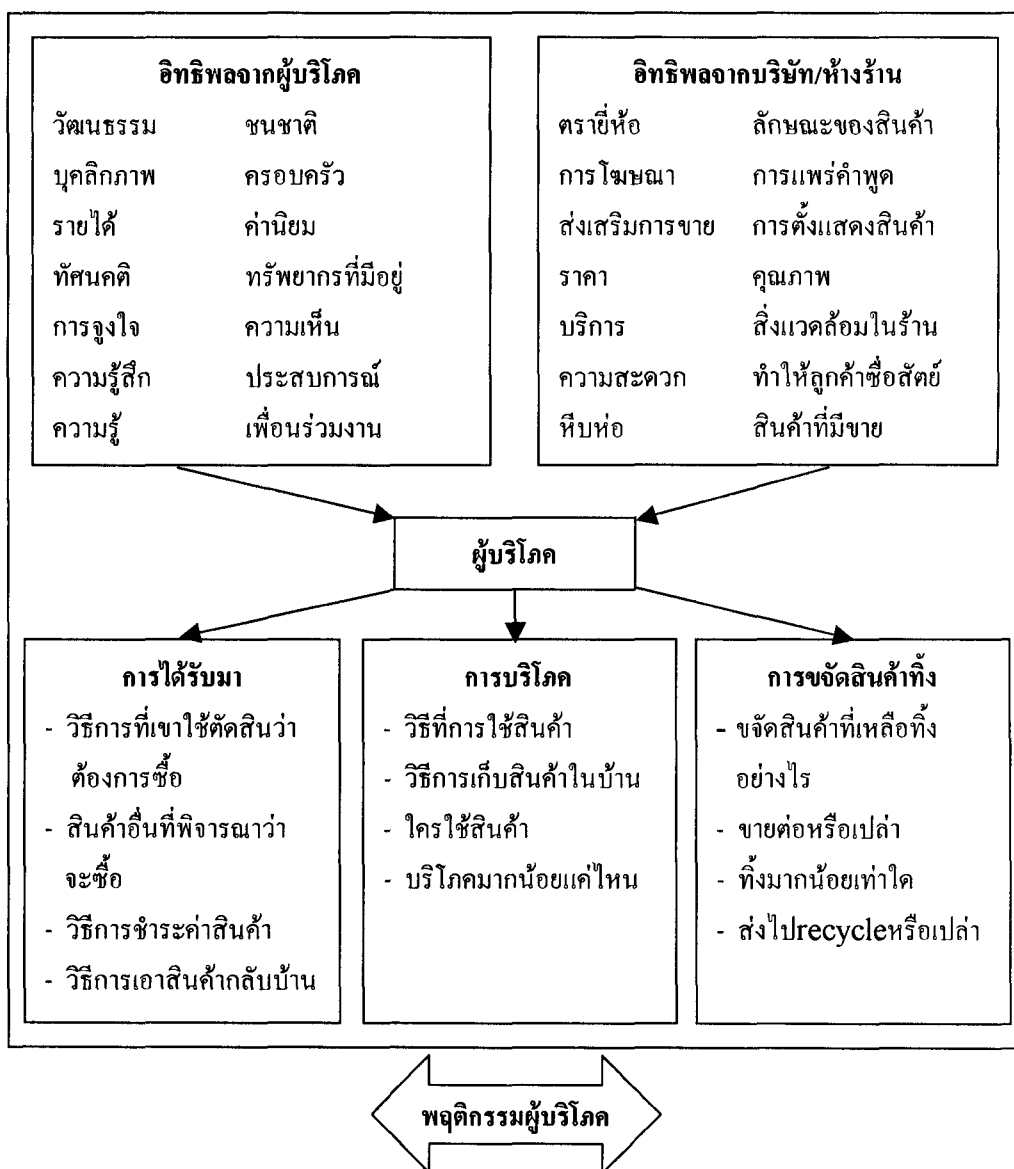 อิทธิพลจากผู้บริโภค
วัฒนธรรม ชนชาติ
บุคลิกภาพ ครอบครัว
รายได้ ค่านิยม
ทัศนคติ ทรัพยากรที่มีอยู่
การจูงใจ ความเห็น
ความรู้สึก ประสบการณ์
ความรู้ เพื่อนร่วมงาน
อิทธิพลจากบริษัท/ห้างร้าน
ตรายี่ห้อ ลักษณะของสินค้า
การโฆษณา การแพร่คำพูด
ส่งเสริมการขาย การตั้งแสดงสินค้า
ราคา คุณภาพ
บริการ สิ่งแวดล้อมในร้าน
ความสะดวก ทำให้ลูกค้าซื่อสัตย์
หีบห่อ สินค้าที่มีขาย
ผู้บริโภค
การได้รับมา
- วิธีการที่เขาใช้ตัดสินว่า
ต้องการซื้อ
- สินค้าอื่นที่พิจารณาว่า
จะซื้อ
- วิธีการชำระค่าสินค้า
- วิธีการเอาสินค้ากลับบ้าน
การบริโภค
- วิธีที่การใช้สินค้า
- วิธีการเก็บสินค้าในบ้าน
- ใครใช้สินค้า
- บริโภคมากน้อยแค่ไหน
การขจัดสินค้าทิ้ง
- ขจัดสินค้าที่เหลือทิ้ง
อย่างไร
- ขายต่อหรือเปล่า
- ทิ้งมากน้อยเท่าใด
- ส่งไปrecycleหรือเปล่า
พฤติกรรมผู้บริโภค